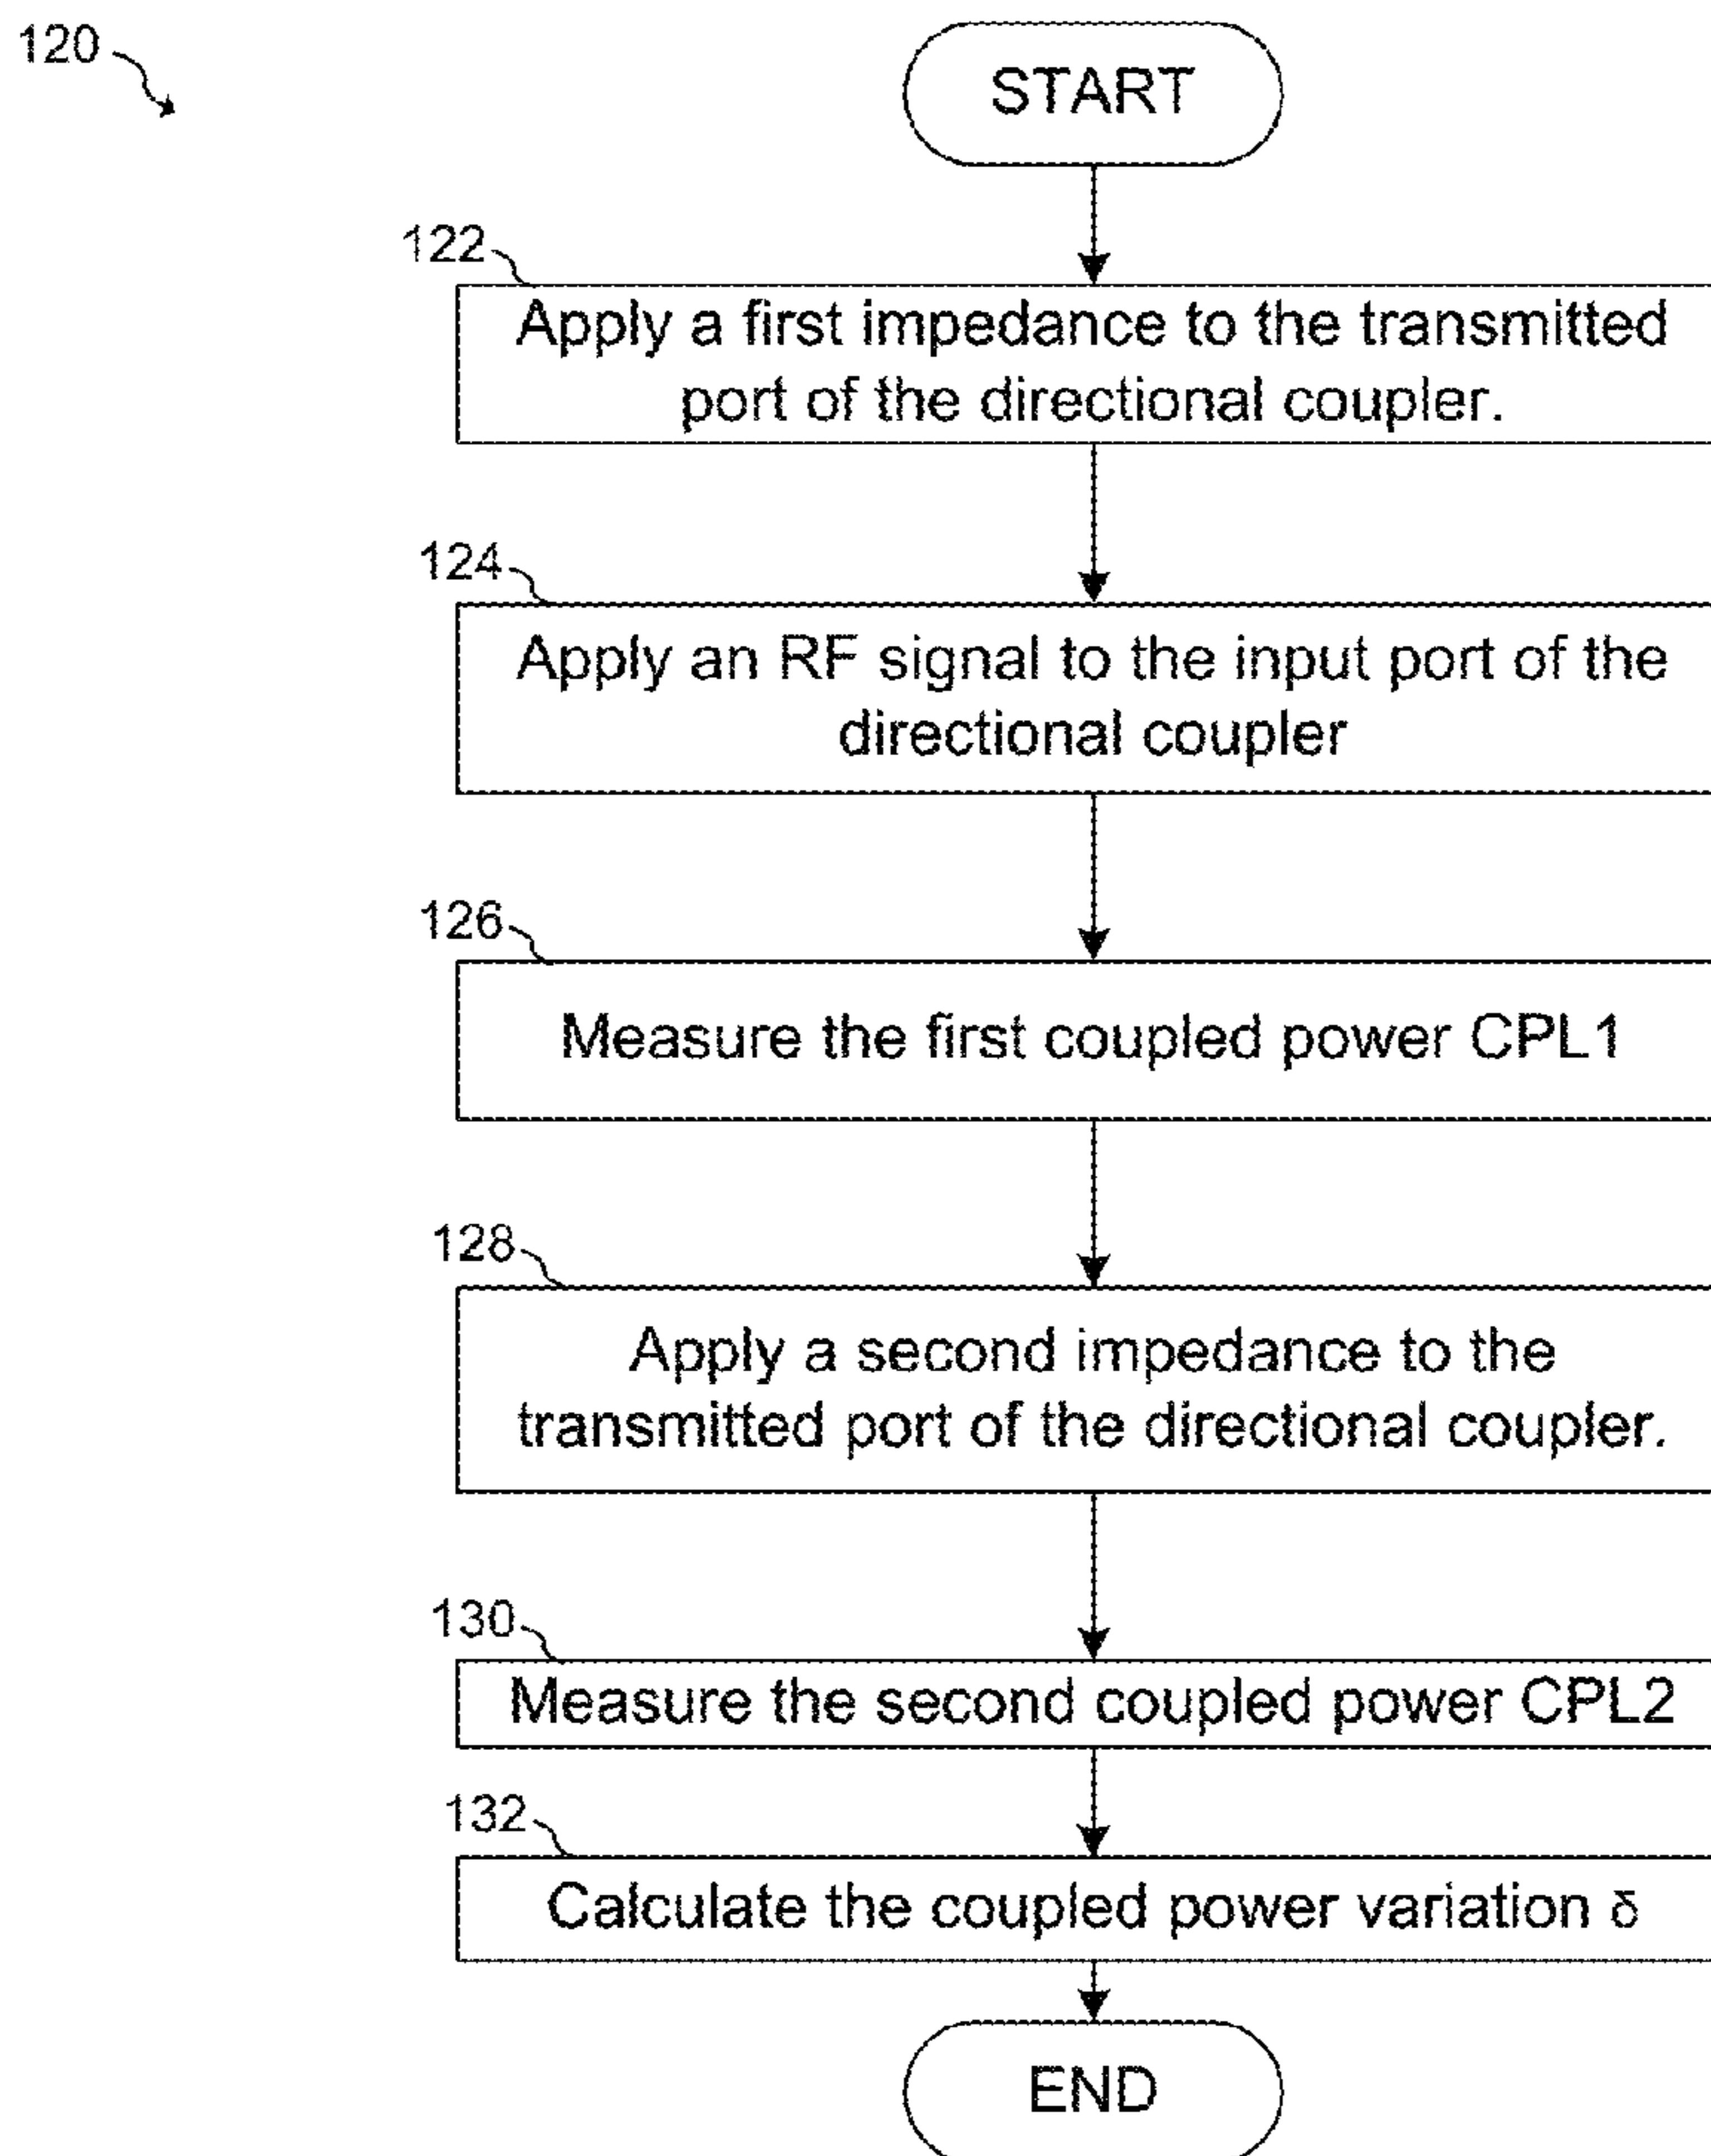 120
START
122
Apply a first impedance to the transmitted
port of the directional coupler.
124
Apply an RF signal to the input port of the
directional coupler
126
Measure the first coupled power CPL1
128
Apply a second impedance to the
transmitted port of the directional coupler.
130
Measure the second coupled power CPL2
132
Calculate the coupled power variation δ
END